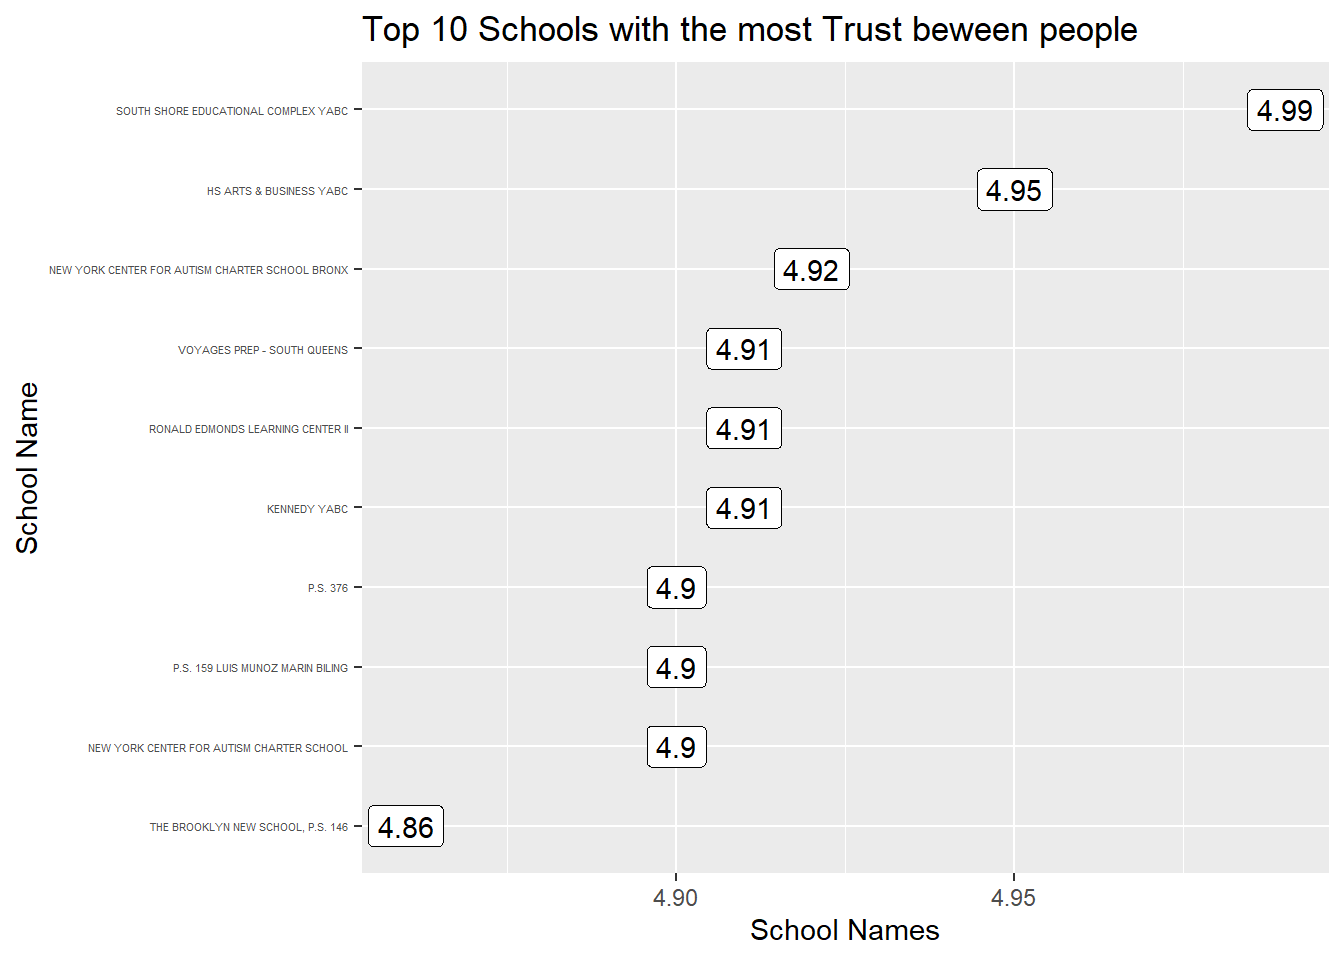 Top 10 Schools with the most Trust beween people
SOUTH SHORE EDUCATIONAL COMPLEX YABC
4.99
HS ARTS & BUSINESS YABC
4.95
NEW YORK CENTER FOR AUTISM CHARTER SCHOOL BRONX
4.92
VOYAGES PREP - SOUTH QUEENS
4.91
RONALD EDMONDS LEARNING CENTER II
4.91
KENNEDY YABC
4.91
P.S. 376
4.9
P.S. 159 LUIS MUNOZ MARIN BILING
4.9
NEW YORK CENTER FOR AUTISM CHARTER SCHOOL
4.9
THE BROOKLYN NEW SCHOOL, P.S. 146
4.86
School Name
4.90
4.95
School Names